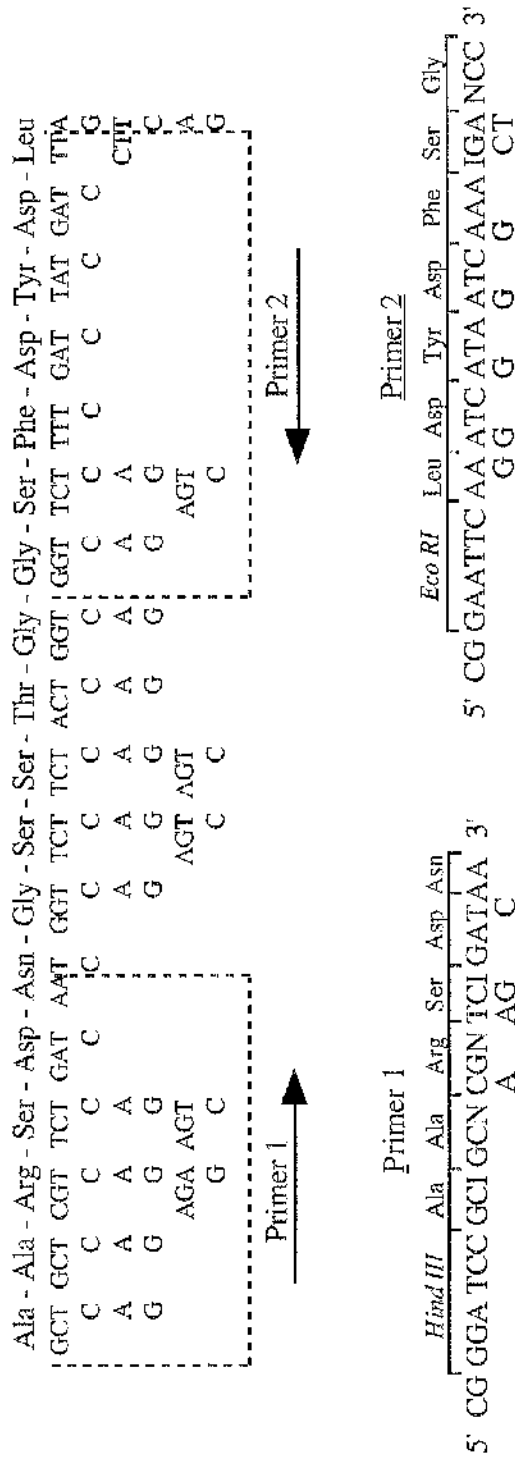 Ala - Ala - Arg - Ser - Asp - Asn - Gly - Ser - Ser - Thr - Gly - Gly - Ser - Phe - Asp - Tyr - Asp - Leu
GCT GCT CGT TCT GAT AAT GGT TCT TCT ACT GGT GGT TCT TTT GAT TAT GAT TTA
C C C C C C C C C C C C C C C C C G
A A A A A A A A A A A CTT
G G G G G G G G G G G C
AGA AGT AGT AGT AGT A
G C C C C G
Primer 1 Primer 2
Primer 1
Hind III Ala Ala Arg Ser Asp Asn
5' CG GGA TCC GCI GCN CGN TCI GATAA 3'
A AG C
Primer 2
Eco RI Leu Asp Tyr Asp Phe Ser Gly
5' CG GAATTC AA ATC ATA ATC AAA IGA NCC 3'
GG G G G CT